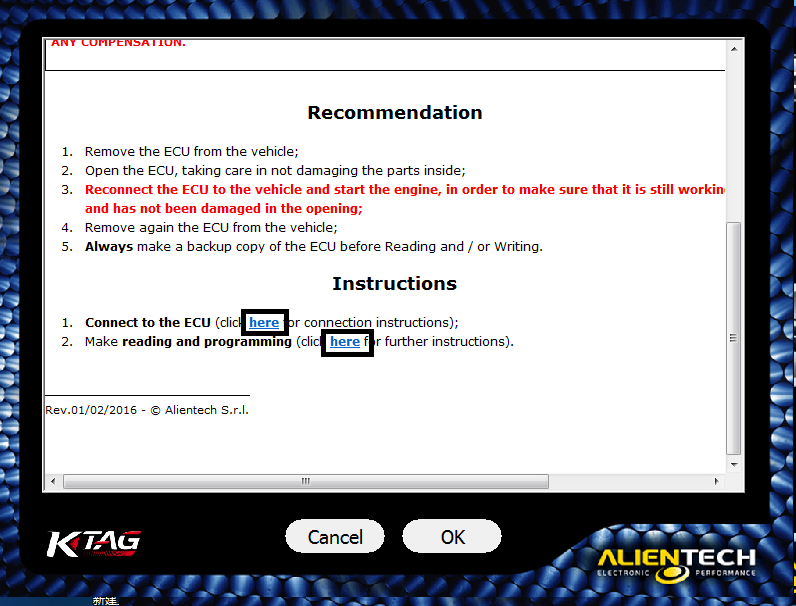 ANY COMPENSATION.
Recommendation
1. Remove the ECU from the vehicle;
2. Open the ECU, taking care in not damaging the parts inside;
3. Reconnect the ECU to the vehicle and start the engine, in order to make sure that it is still workin
and has not been damaged in the opening;
4. Remove again the ECU from the vehicle;
5. Always make a backup copy of the ECU before Reading and / or Writing.
Instructions
1. Connect to the ECU (click here for connection instructions);
2. Make reading and programming (click here for further instructions).
Rev.01/02/2016 - © Alientech S.r.l.
Cancel
OK
KTAG
ALIENTECH
ELECTRONIC PERFORMANCE
新建